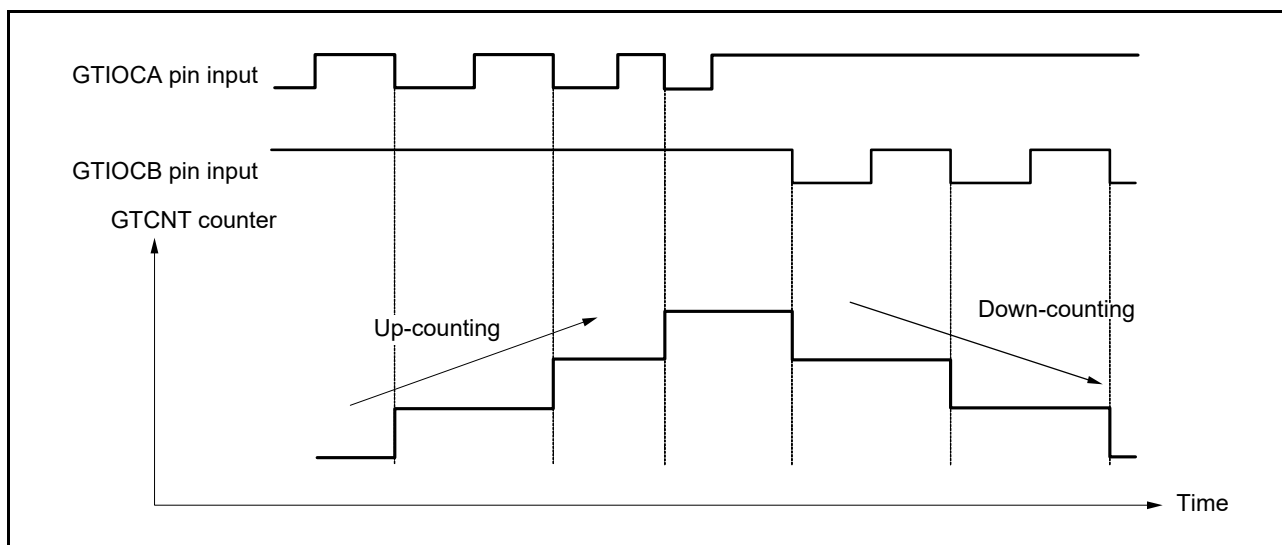 GTIOCA pin input
GTIOCB pin input
GTCNT counter
Up-counting
Down-counting
Time